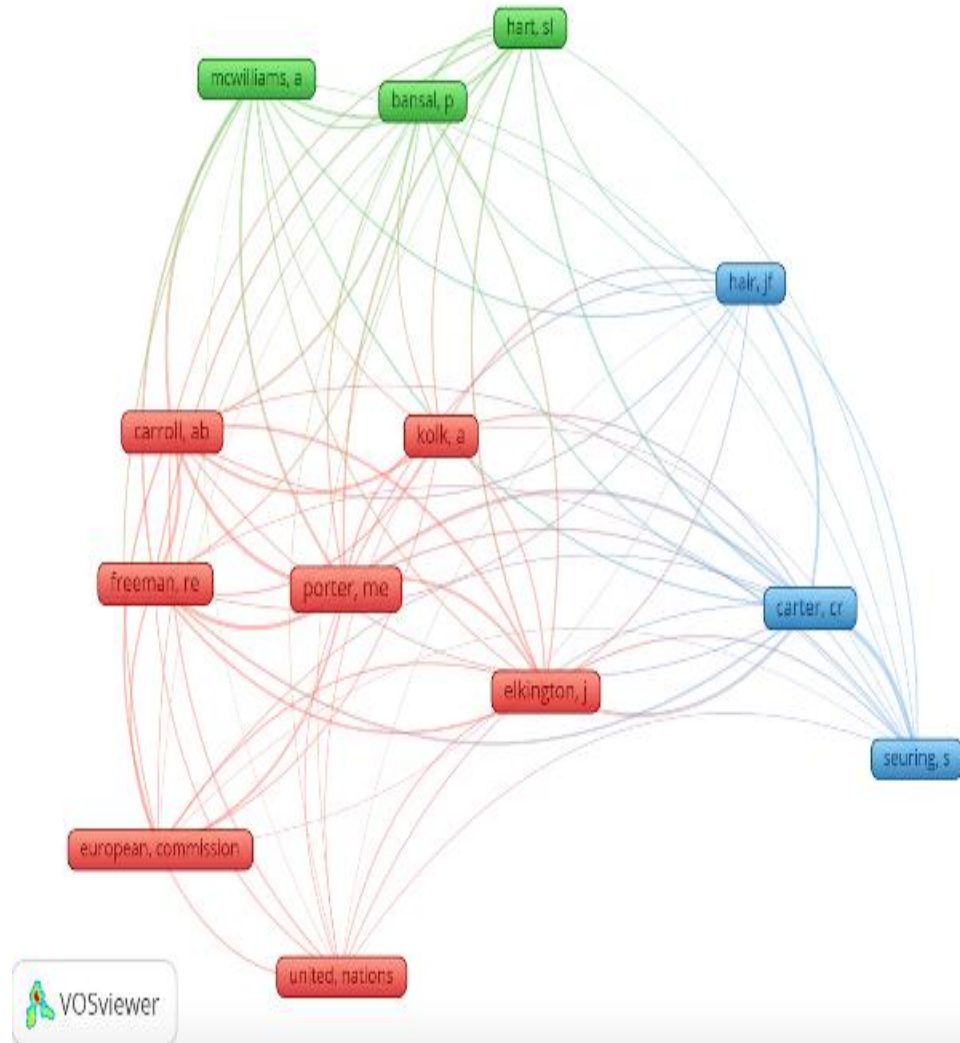 hart, sl
mcwilliams, a
bansal, p
hair, jf
carroll, ab
kolk, a
freeman, re
porter, me
carter, cr
elkington, j
seuring, s
european, commission
united, nations
VOSviewer